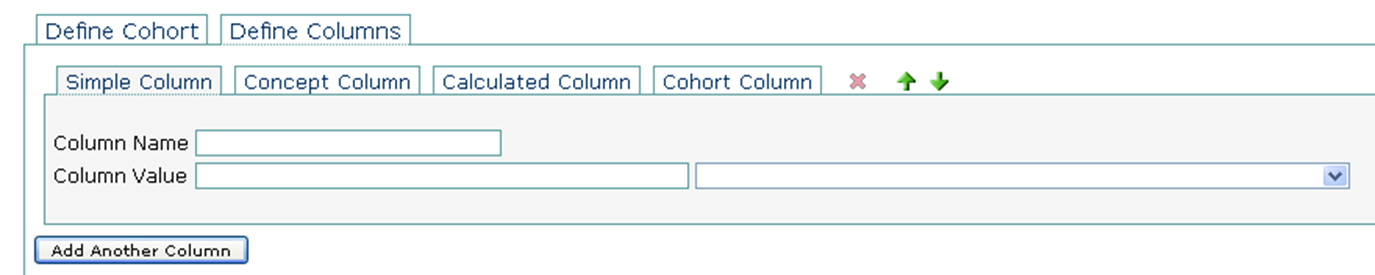 Define Cohort Define Columns
Simple Column Concept Column Calculated Column Cohort Column
Column Name
Column Value
Add Another Column